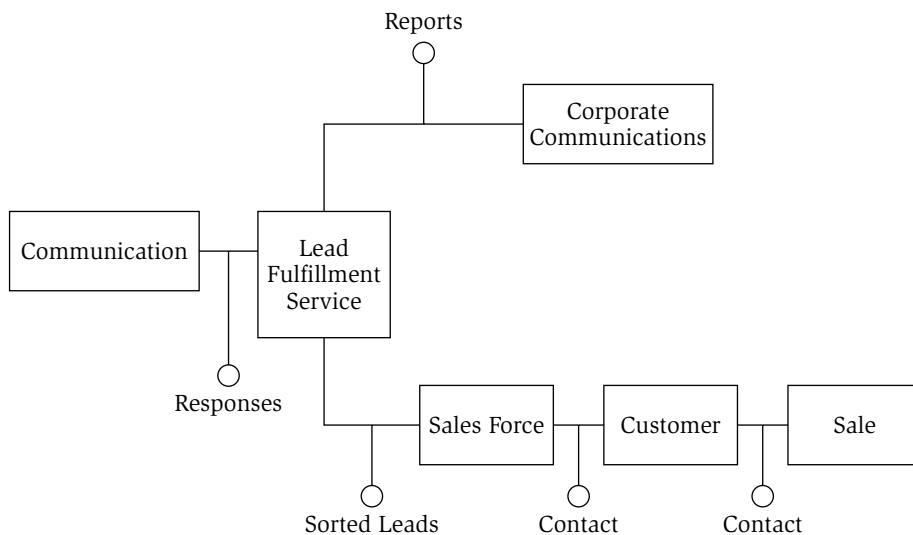 Reports
Corporate
Communications
Communication
Lead
Fulfillment
Service
Responses
Sales Force
Customer
Sale
Sorted Leads
Contact
Contact